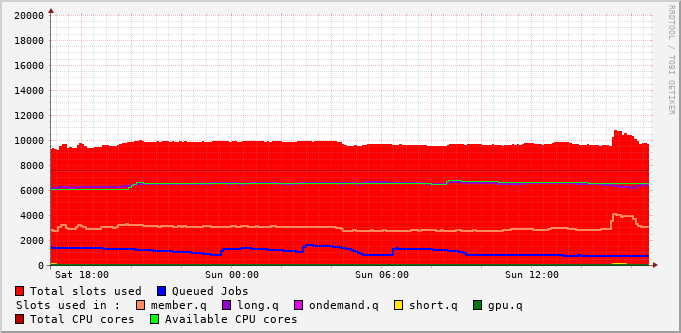 20000
18000
16000
14000
12000
10000
8000
6000
4000
2000
0
Sat 18:00 Sun 00:00 Sun 06:00 Sun 12:00
RRDTOOL / TOBI OETIKER
Total slots used Queued Jobs
Slots used in : member.q long.q ondemand.q short.q gpu.q
Total CPU cores Available CPU cores